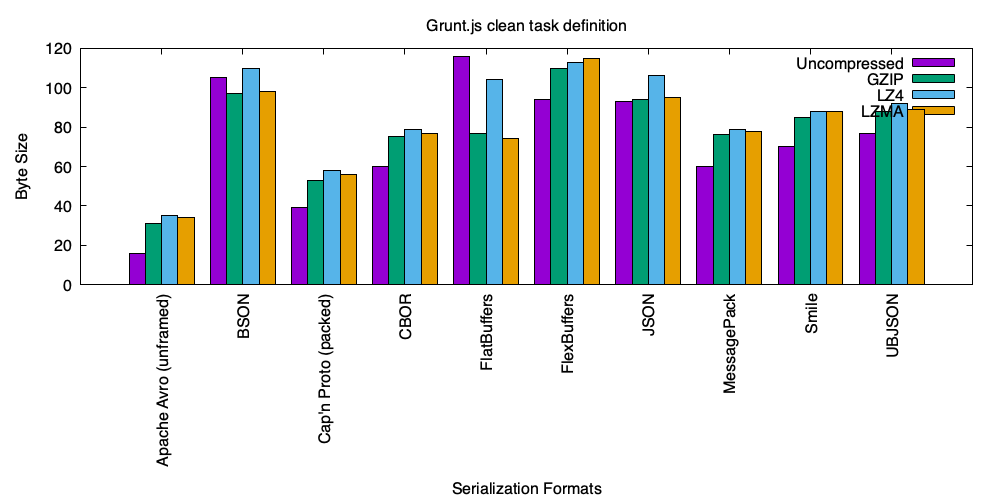 Grunt.js clean task definition
120
100
80
60
40
20
0
Byte Size
Uncompressed
GZIP
LZ4
LZMA
Apache Avro (unframed)
BSON
Cap'n Proto (packed)
CBOR
FlatBuffers
FlexBuffers
JSON
MessagePack
Smile
UBJSON
Serialization Formats